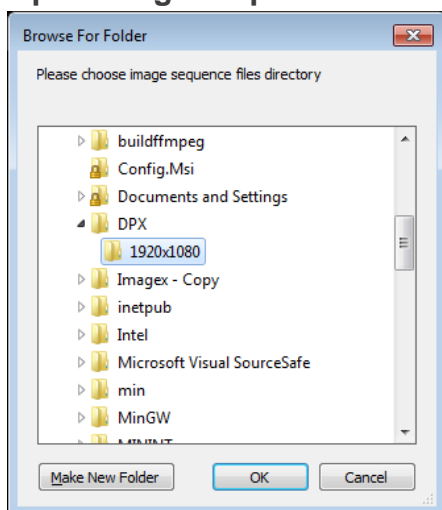 Browse For Folder
Please choose image sequence files directory
buildffmpeg
Config.Msi
Documents and Settings
DPX
1920x1080
Imagex - Copy
inetpub
Intel
Microsoft Visual SourceSafe
min
MinGW
Make New Folder OK Cancel